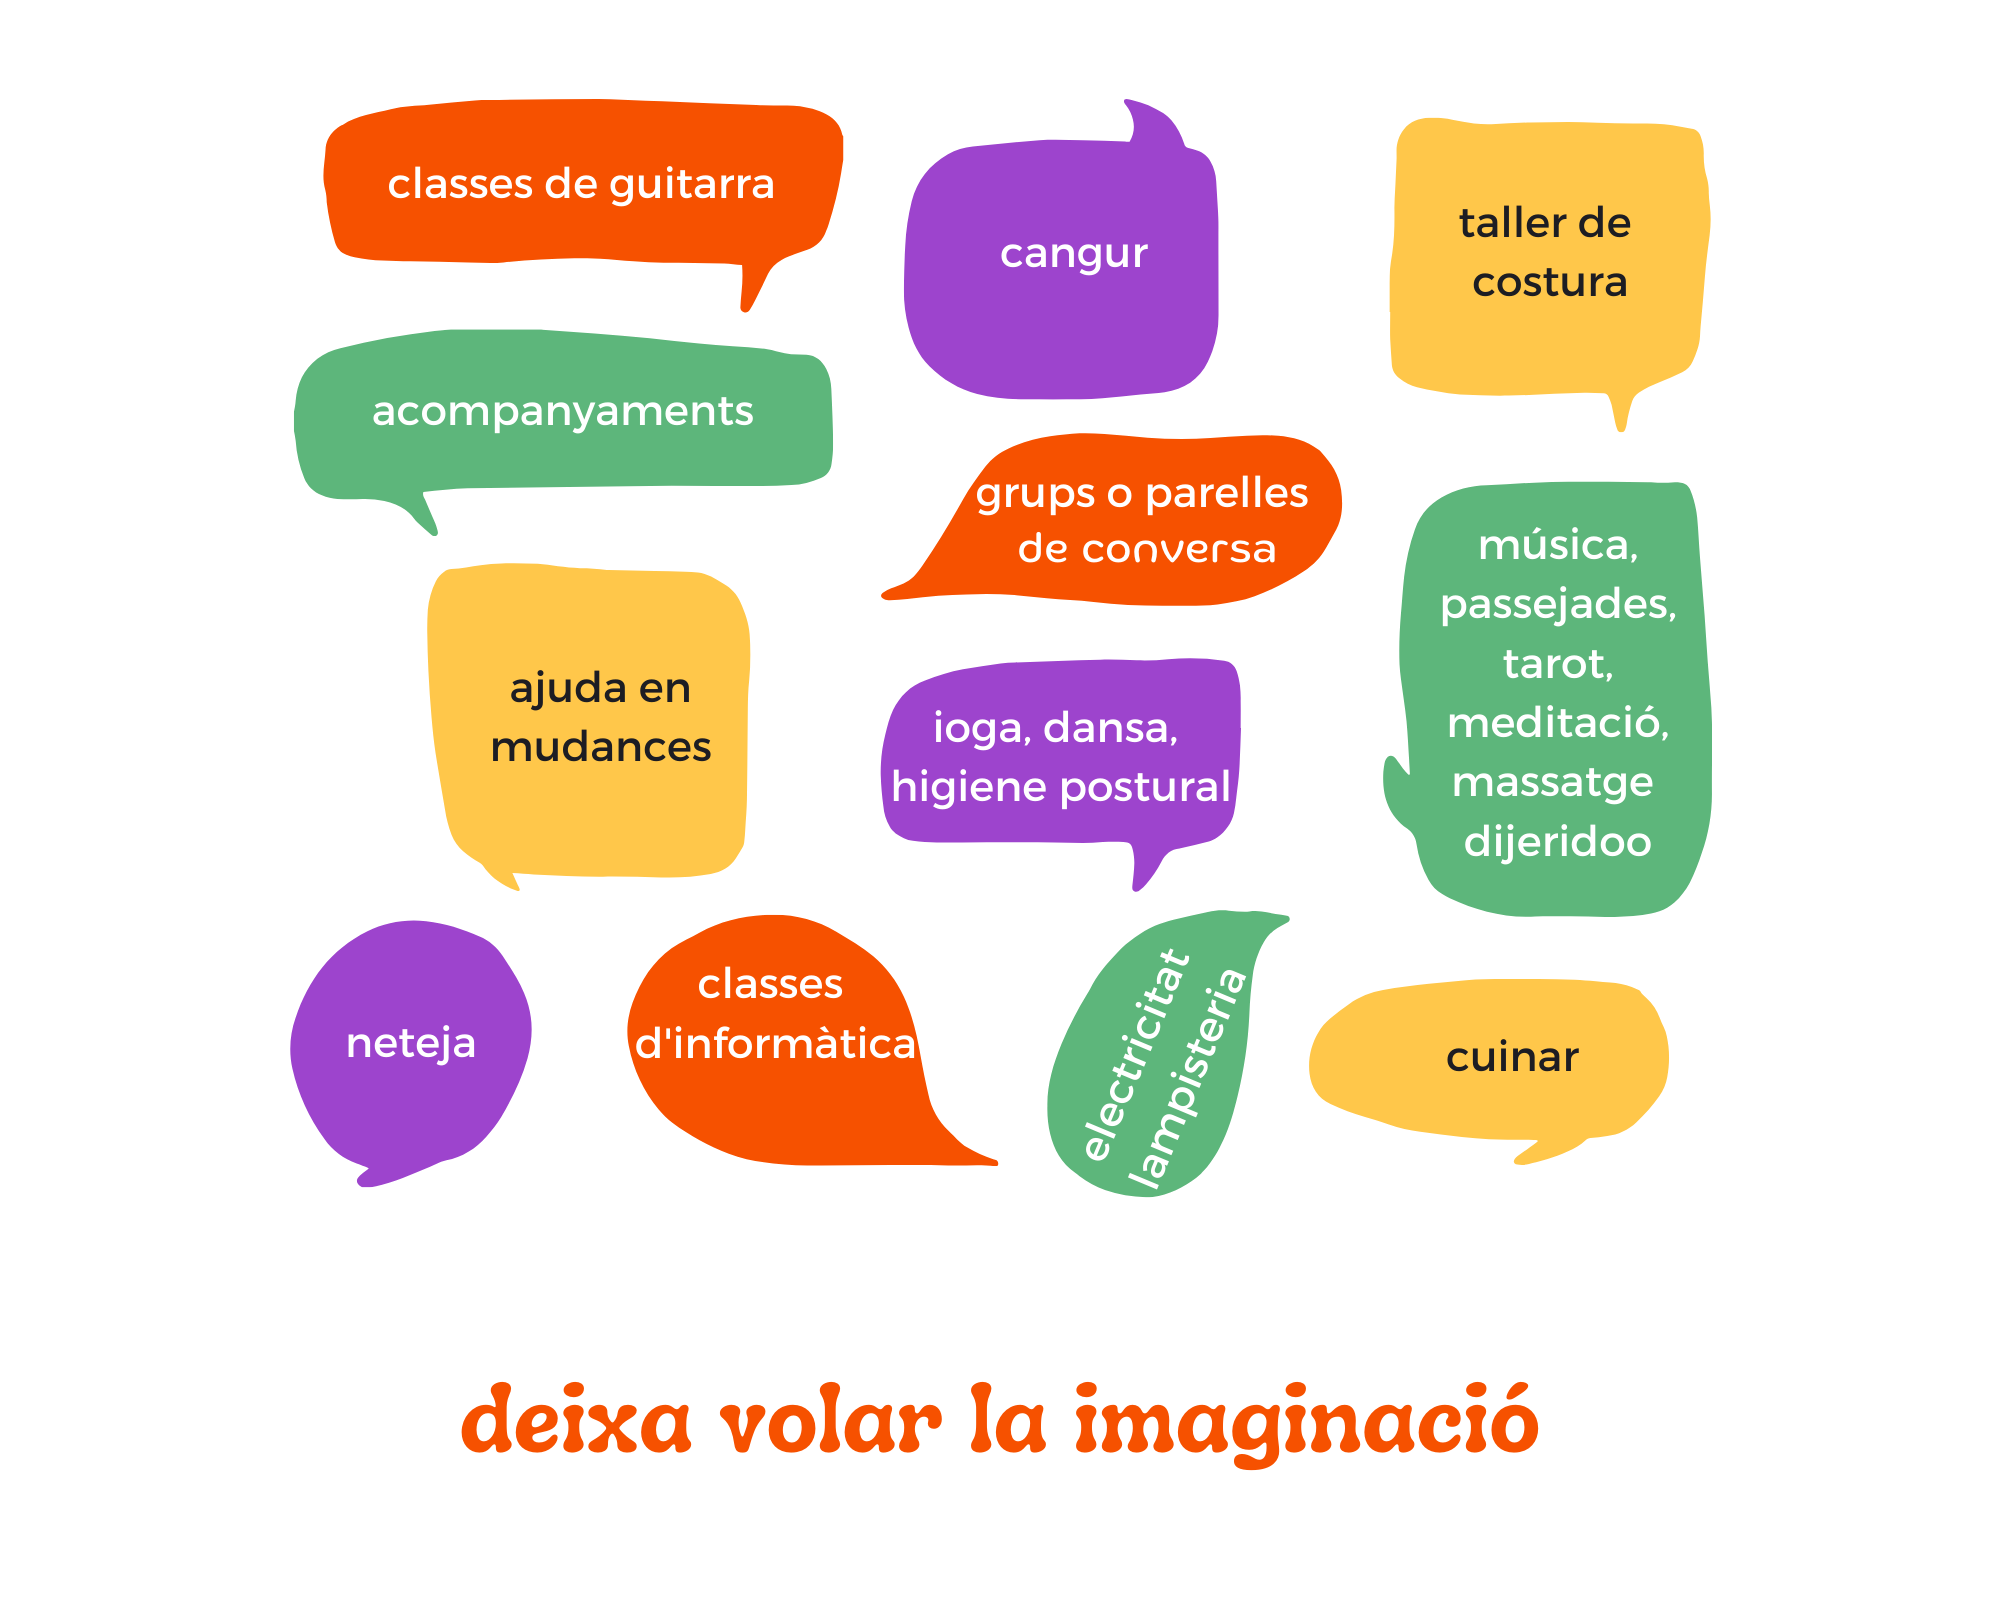 classes de guitarra
cangur
taller de
costura
acompanyaments
grups o parelles
de conversa
música,
passejades,
tarot,
meditació,
massatge
dijeridoo
ajuda en
mudances
ioga, dansa,
higiene postural
neteja
classes
d'informàtica
electricitat
lampisteria
cuinar
deixa volar la imaginació